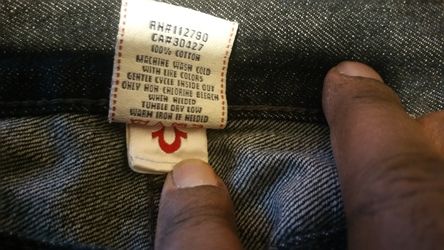 RN#112790
CA#30427
100% COTTON
MACHINE WASH COLD
WITH LIKE COLORS
GENTLE CYCLE INSIDE OUT
ONLY NON CHLORINE BLEACH
WHEN NEEDED
TUMBLE DRY LOW
WARM IRON IF NEEDED